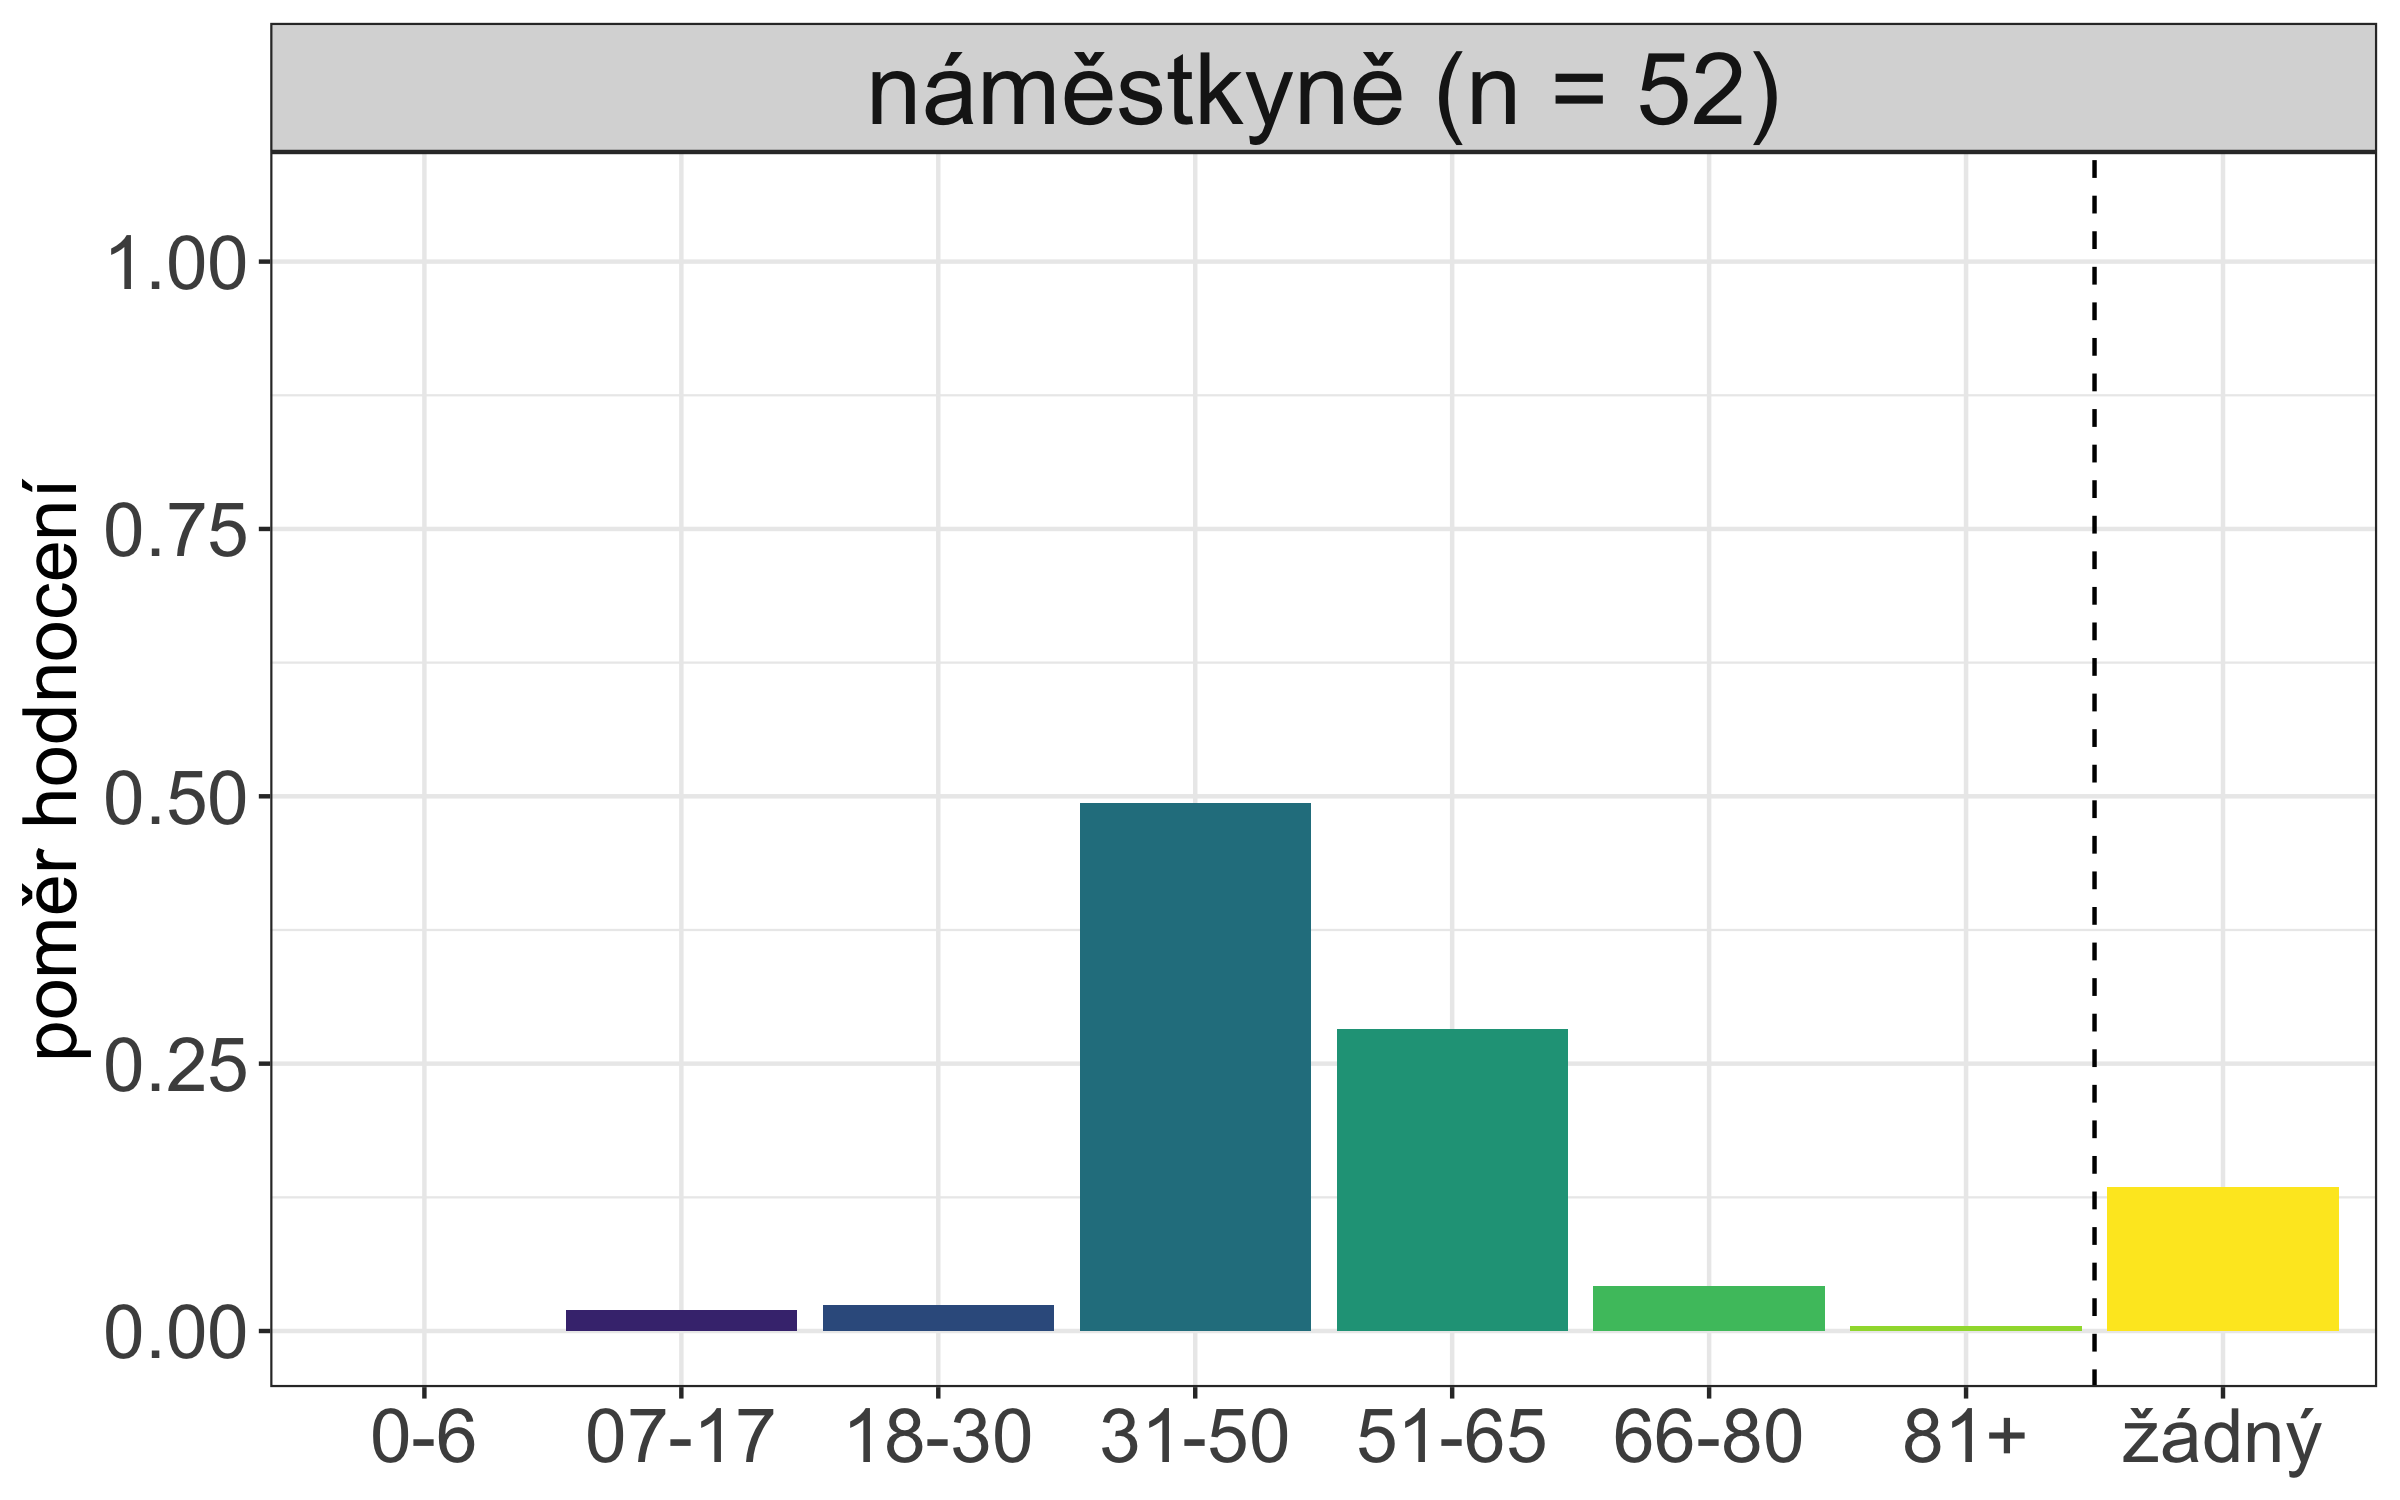 náměstkyně (n = 52)
poměr hodnocení
1.00
0.75
0.50
0.25
0.00
0-6 07-17 18-30 31-50 51-65 66-80 81+ žádný